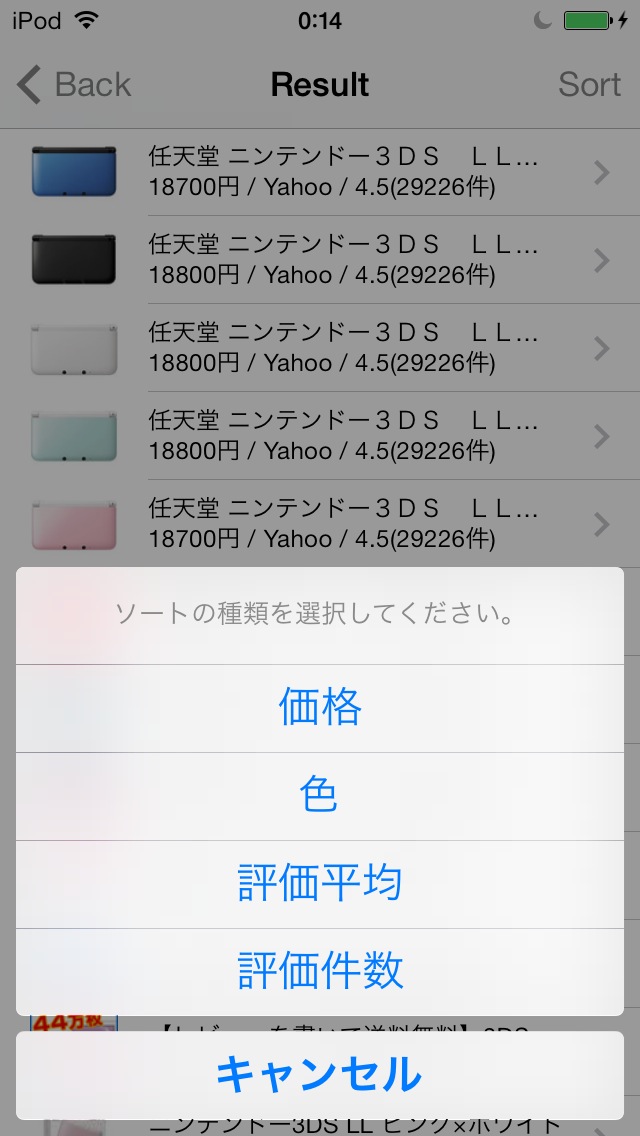 iPod 0:14
Back Result Sort
任天堂 ニンテンドー３ＤＳ　ＬＬ...
18700円 / Yahoo / 4.5(29226件)
任天堂 ニンテンドー３ＤＳ　ＬＬ...
18800円 / Yahoo / 4.5(29226件)
任天堂 ニンテンドー３ＤＳ　ＬＬ...
18800円 / Yahoo / 4.5(29226件)
任天堂 ニンテンドー３ＤＳ　ＬＬ...
18800円 / Yahoo / 4.5(29226件)
任天堂 ニンテンドー３ＤＳ　ＬＬ...
18700円 / Yahoo / 4.5(29226件)
ソートの種類を選択してください。
価格
色
評価平均
評価件数
44万枚
【レビューを書いて送料無料】3DS
キャンセル
ニンテンドー3DS LL ピンク×ホワイト